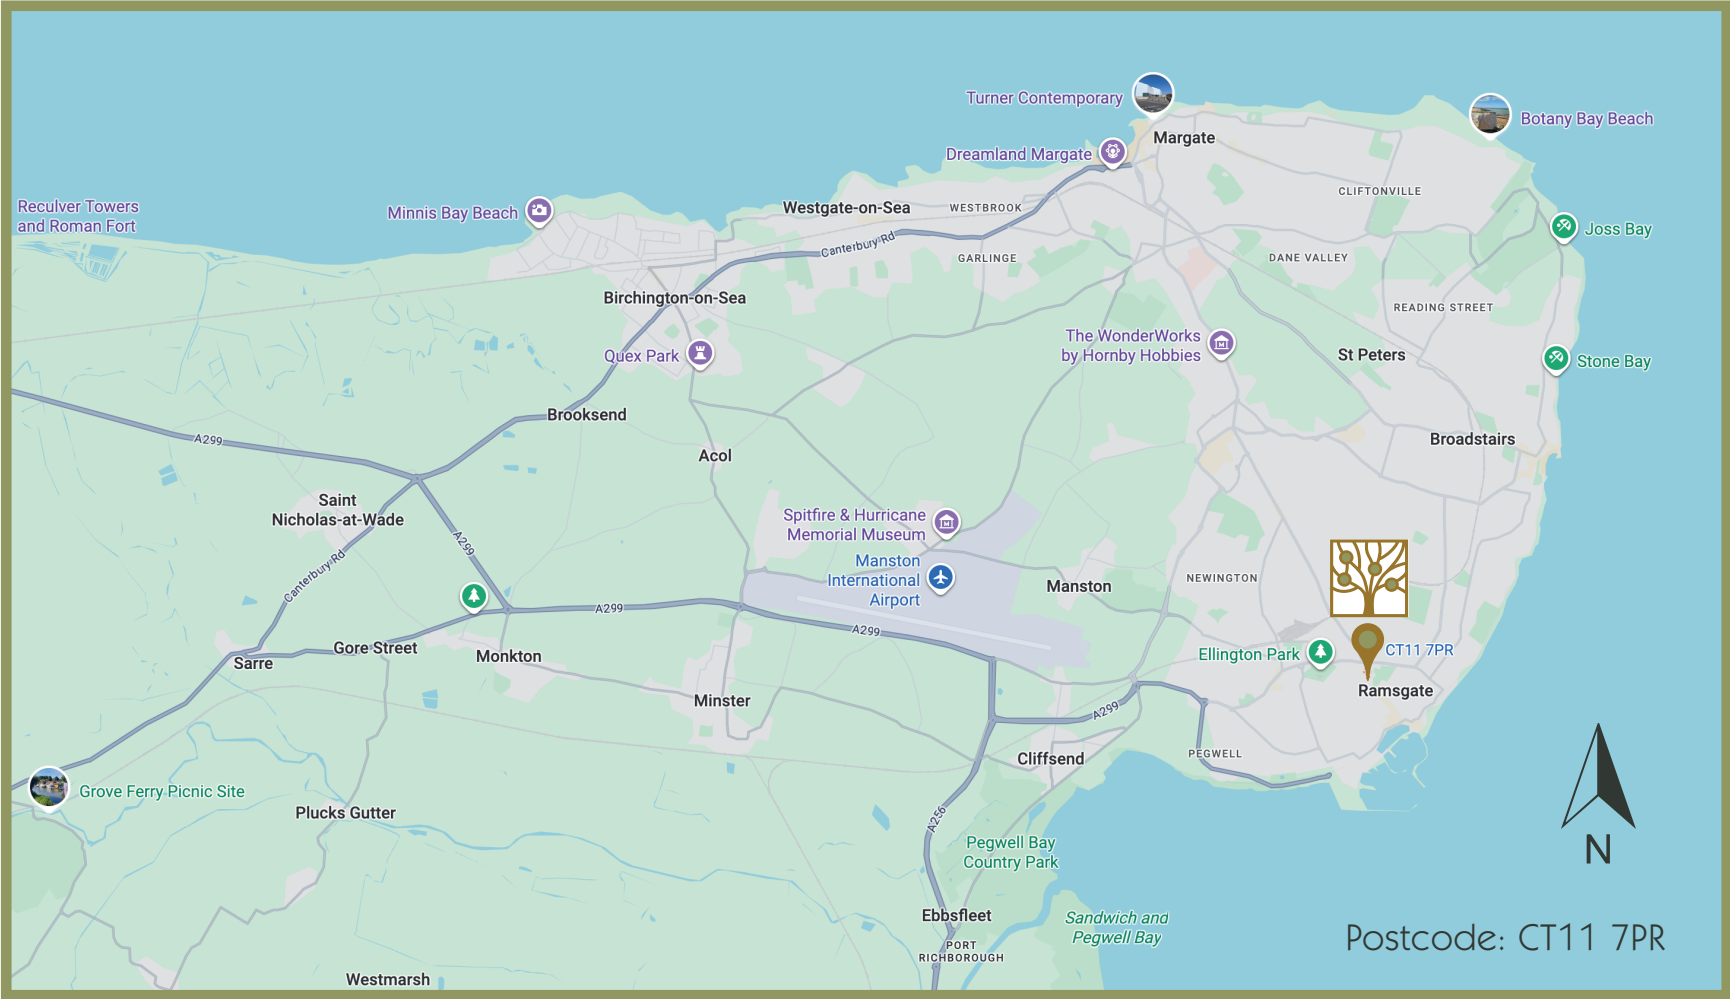 Turner Contemporary
Margate
Botany Bay Beach
Dreamland Margate
CLIFTONVILLE
Reculver Towers
and Roman Fort
Minnis Bay Beach
Westgate-on-Sea
WESTBROOK
Joss Bay
Canterbury Rd
GARLINGE
DANE VALLEY
Birchington-on-Sea
READING STREET
The WonderWorks
by Hornby Hobbies
Quex Park
St Peters
Stone Bay
Brooksend
A299
Acol
Broadstairs
Saint
Nicholas-at-Wade
Spitfire & Hurricane
Memorial Museum
A299
Manston
International
Airport
Canterbury Rd
Manston
NEWINGTON
A299
A299
Sarre
Gore Street
Monkton
Ellington Park
CT11 7PR
Ramsgate
Minster
A299
Cliffsend
PEGWELL
Grove Ferry Picnic Site
Plucks Gutter
A256
Pegwell Bay
Country Park
N
Ebbsfleet
Sandwich and
Pegwell Bay
PORT
RICHBOROUGH
Postcode: CT11 7PR
Westmarsh